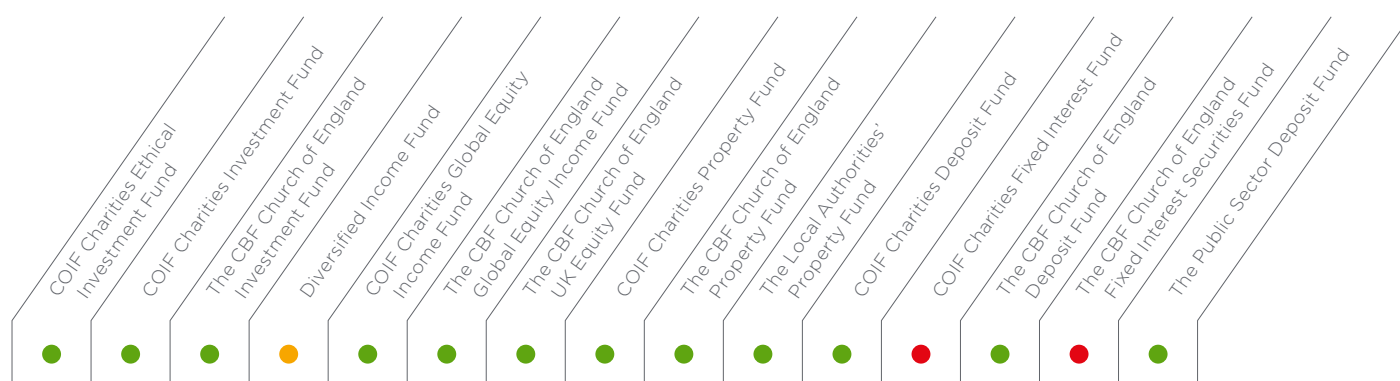 COIF Charities Ethical
Investment Fund
COIF Charities Investment Fund
The CBF Church of England
Investment Fund
Diversified Income Fund
COIF Charities Global Equity
Income Fund
The CBF Church of England
Global Equity Income Fund
The CBF Church of England
UK Equity Fund
COIF Charities Property Fund
The CBF Church of England
Property Fund
The Local Authorities'
Property Fund
COIF Charities Deposit Fund
COIF Charities Fixed Interest Fund
The CBF Church of England
Deposit Fund
The CBF Church of England
Fixed Interest Securities Fund
The Public Sector Deposit Fund